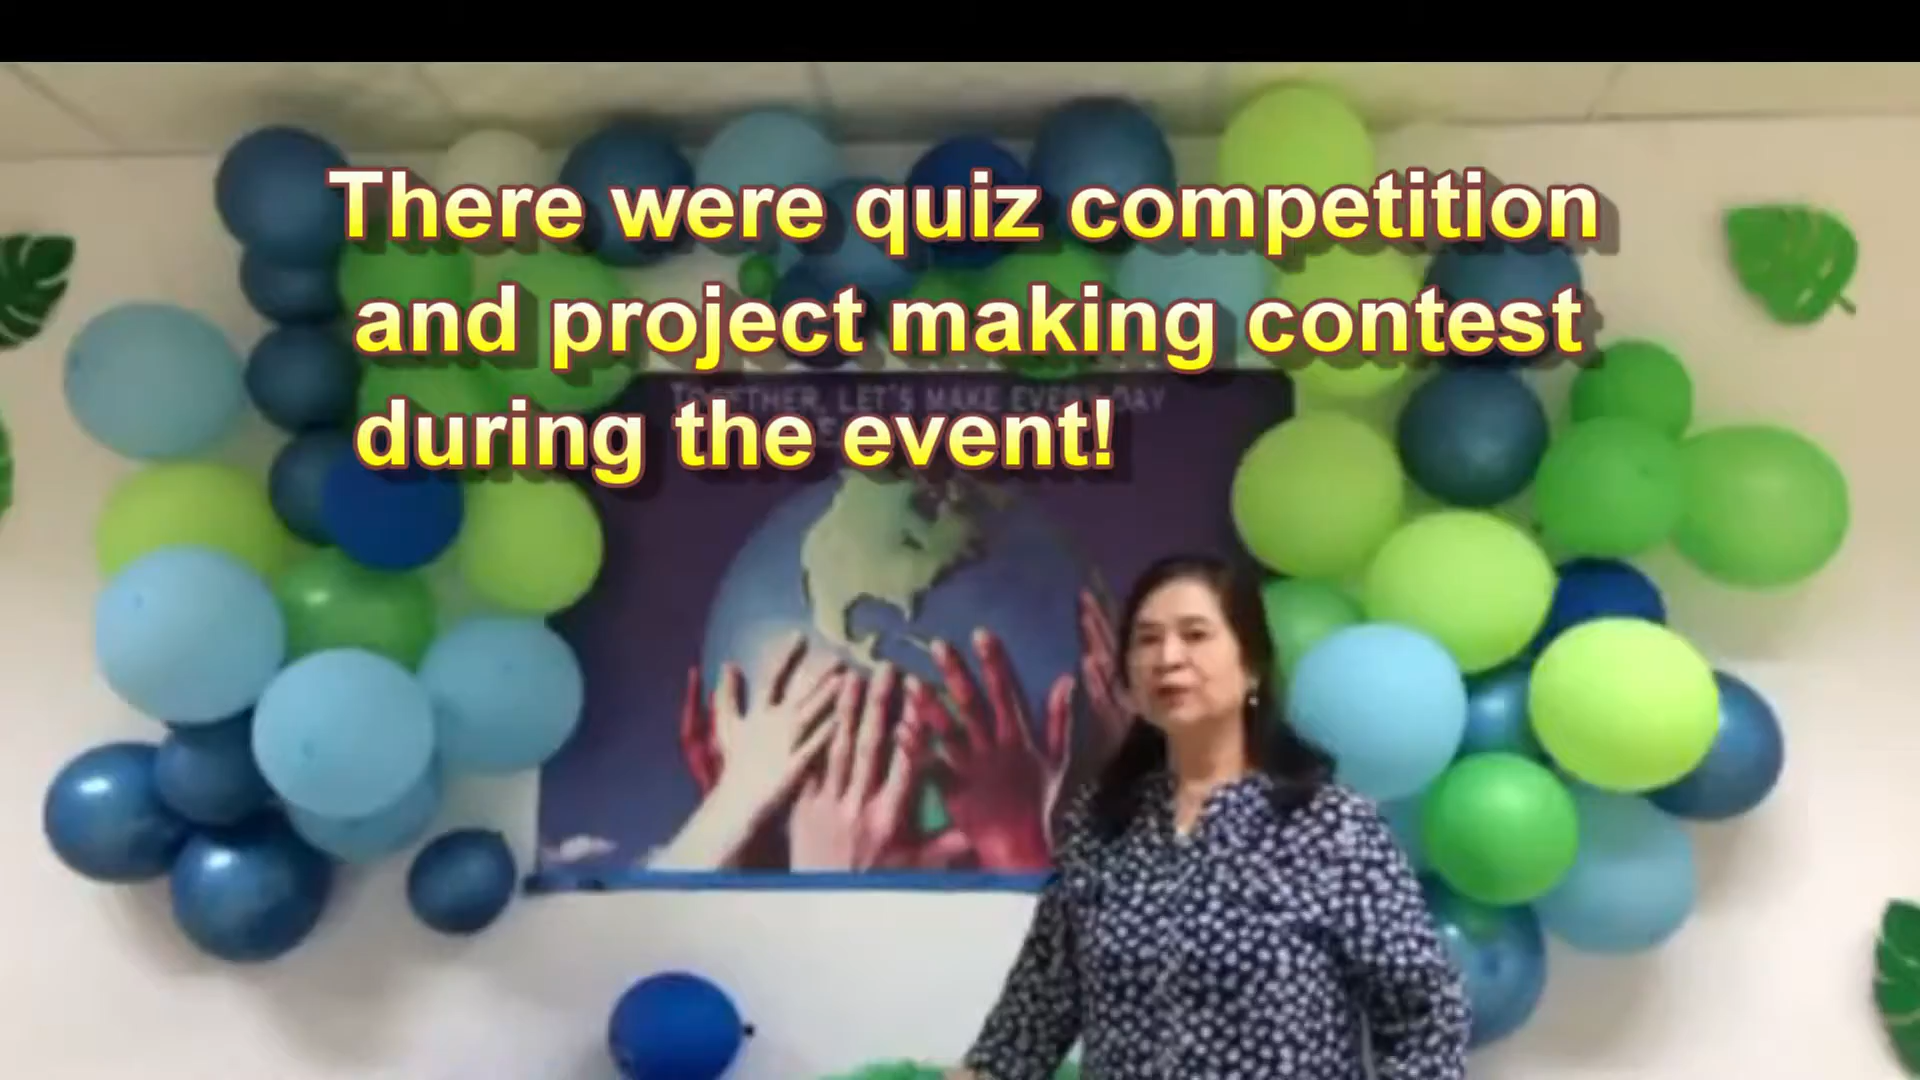 There were quiz competition
and project making contest
during the event!
TOGETHER, LET'S MAKE EVERY DAY